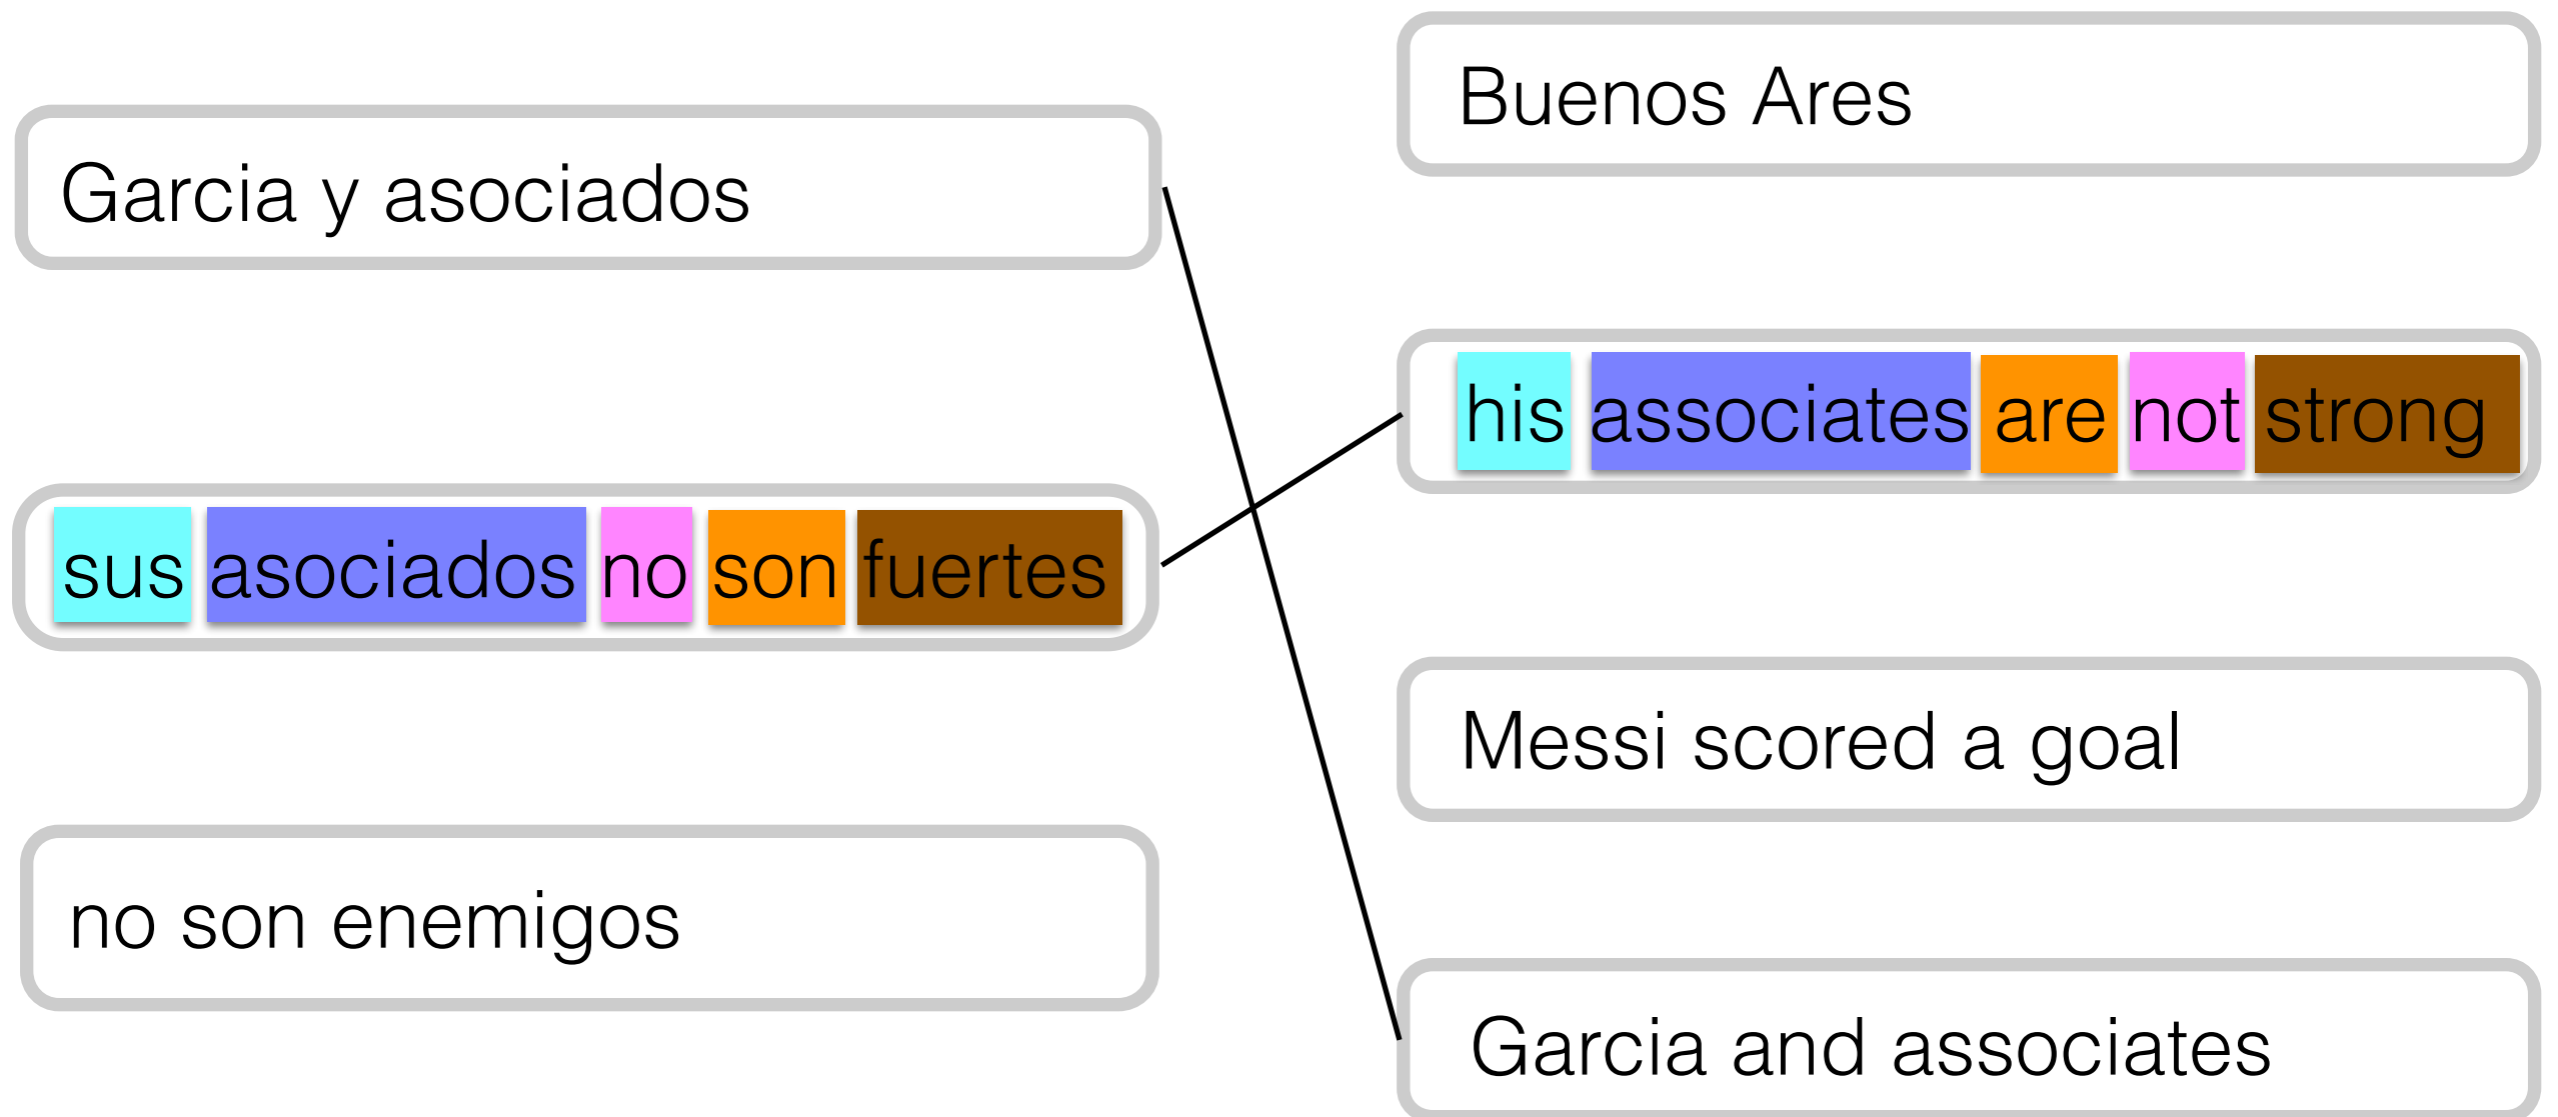 Garcia y asociados
sus asociados no son fuertes
no son enemigos
Buenos Ares
his associates are not strong
Messi scored a goal
Garcia and associates